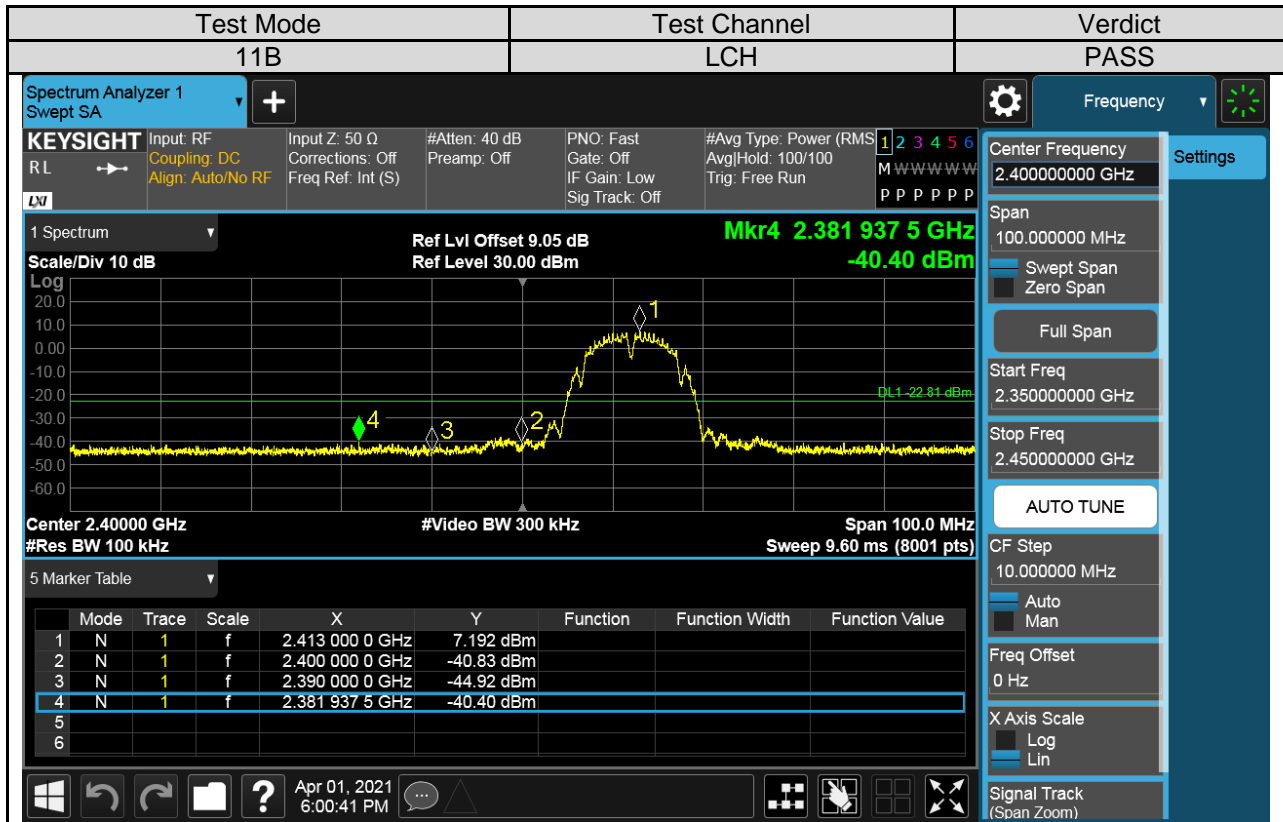 Test Mode Test Channel Verdict
11B LCH PASS
Spectrum Analyzer 1
Swept SA
Frequency
KEYSIGHT
RL
LXI
Input: RF
Coupling: DC
Align: Auto/No RF
Input Z: 50 Ω
Corrections: Off
Freq Ref: Int (S)
#Atten: 40 dB
Preamp: Off
PNO: Fast
Gate: Off
IF Gain: Low
Sig Track: Off
#Avg Type: Power (RMS
Avg|Hold: 100/100
Trig: Free Run
1 2 3 4 5 6
M W W W W W
P P P P P P
1 Spectrum
Scale/Div 10 dB
Ref Lvl Offset 9.05 dB
Ref Level 30.00 dBm
Mkr4 2.381 937 5 GHz
-40.40 dBm
Log
20.0
10.0
0.00
-10.0
-20.0
-30.0
-40.0
-50.0
-60.0
1
2
3
4
DL1 -22.81 dBm
Center 2.40000 GHz
#Video BW 300 kHz
Span 100.0 MHz
#Res BW 100 kHz
Sweep 9.60 ms (8001 pts)
5 Marker Table
Mode Trace Scale X Y Function Function Width Function Value
1 N 1 f 2.413 000 0 GHz 7.192 dBm
2 N 1 f 2.400 000 0 GHz -40.83 dBm
3 N 1 f 2.390 000 0 GHz -44.92 dBm
4 N 1 f 2.381 937 5 GHz -40.40 dBm
5
6
?
Apr 01, 2021
6:00:41 PM
Center Frequency
2.400000000 GHz
Settings
Span
100.000000 MHz
Swept Span
Zero Span
Full Span
Start Freq
2.350000000 GHz
Stop Freq
2.450000000 GHz
AUTO TUNE
CF Step
10.000000 MHz
Auto
Man
Freq Offset
0 Hz
X Axis Scale
Log
Lin
Signal Track
(Span Zoom)